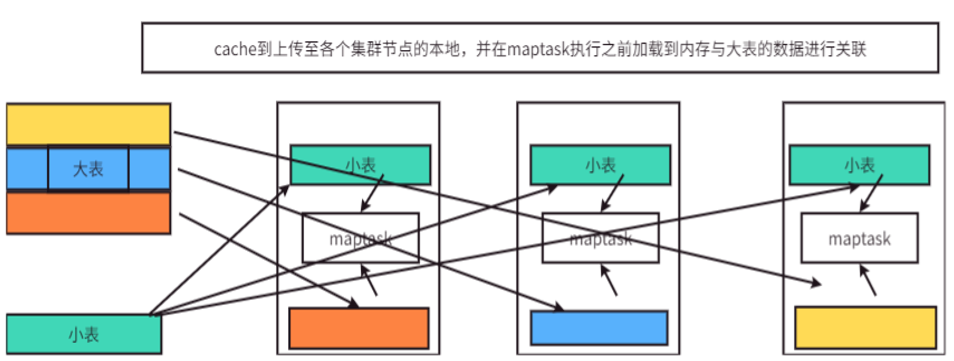 cache到上传至各个集群节点的本地，并在maptask执行之前加载到内存与大表的数据进行关联
大表
小表
小表
小表
maptask
maptask
maptask
小表